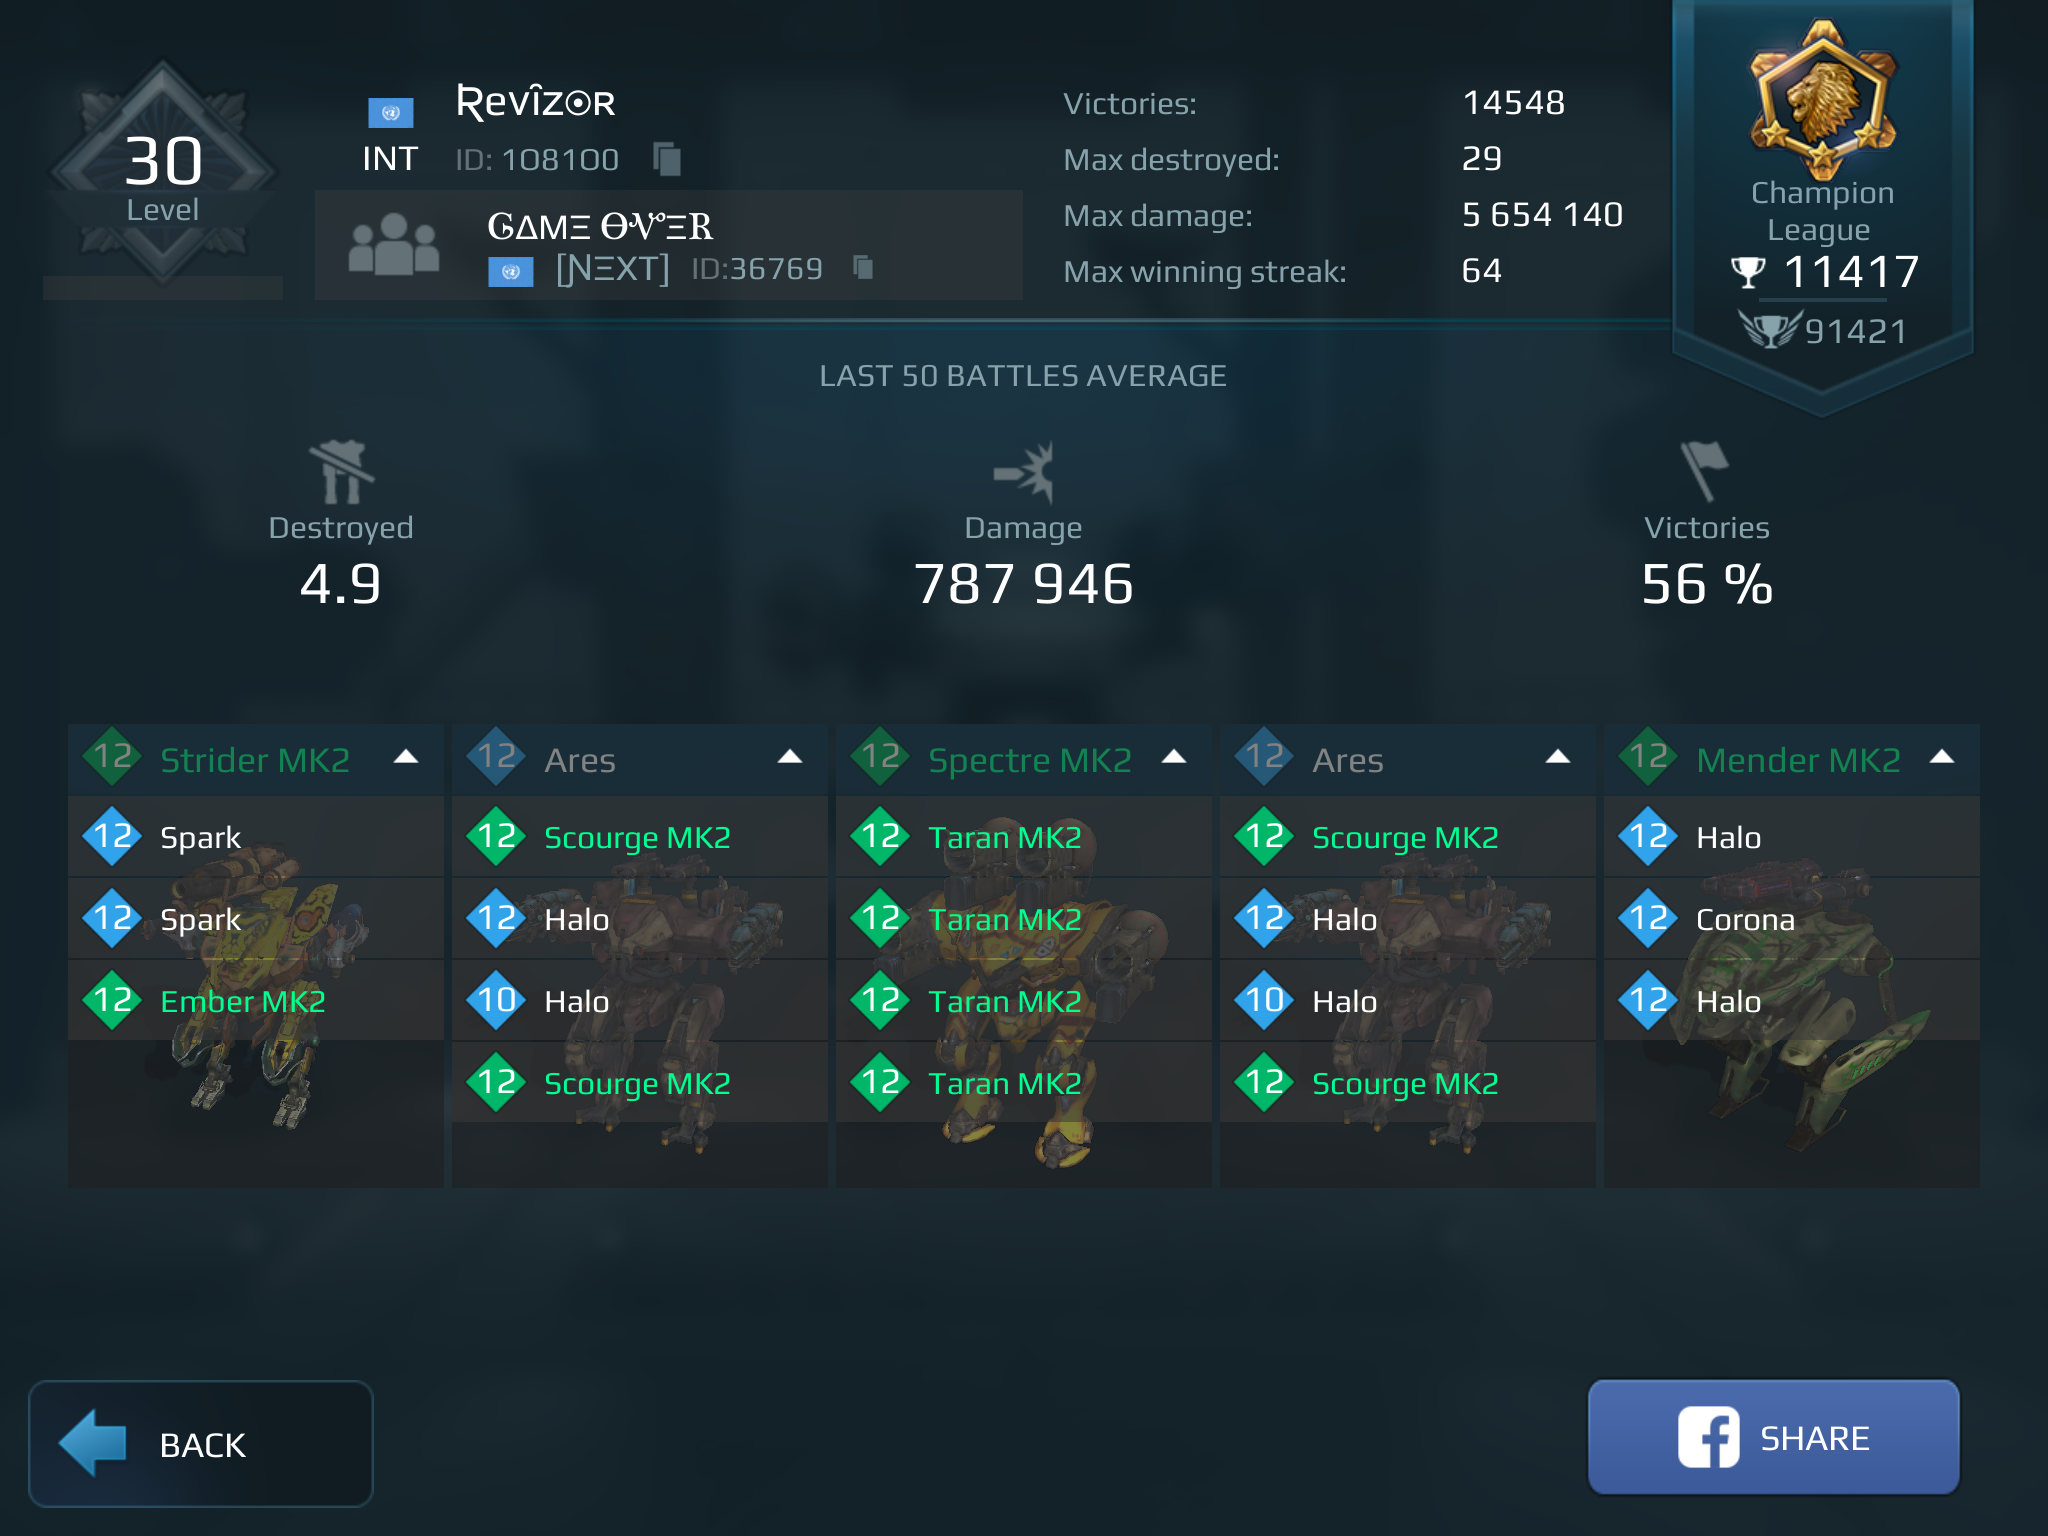 30
Level
INT
Ɽevîz⊙ʀ
ID: 108100
GΔMΞ ƟѶΞR
[ƝΞXT] ID:36769
Victories: 14548
Max destroyed: 29
Max damage: 5 654 140
Max winning streak: 64
Champion
League
11417
91421
LAST 50 BATTLES AVERAGE
Destroyed
4.9
Damage
787 946
Victories
56 %
12 Strider MK2
12 Spark
12 Spark
12 Ember MK2
12 Ares
12 Scourge MK2
12 Halo
10 Halo
12 Scourge MK2
12 Spectre MK2
12 Taran MK2
12 Taran MK2
12 Taran MK2
12 Taran MK2
12 Ares
12 Scourge MK2
12 Halo
10 Halo
12 Scourge MK2
12 Mender MK2
12 Halo
12 Corona
12 Halo
BACK
SHARE